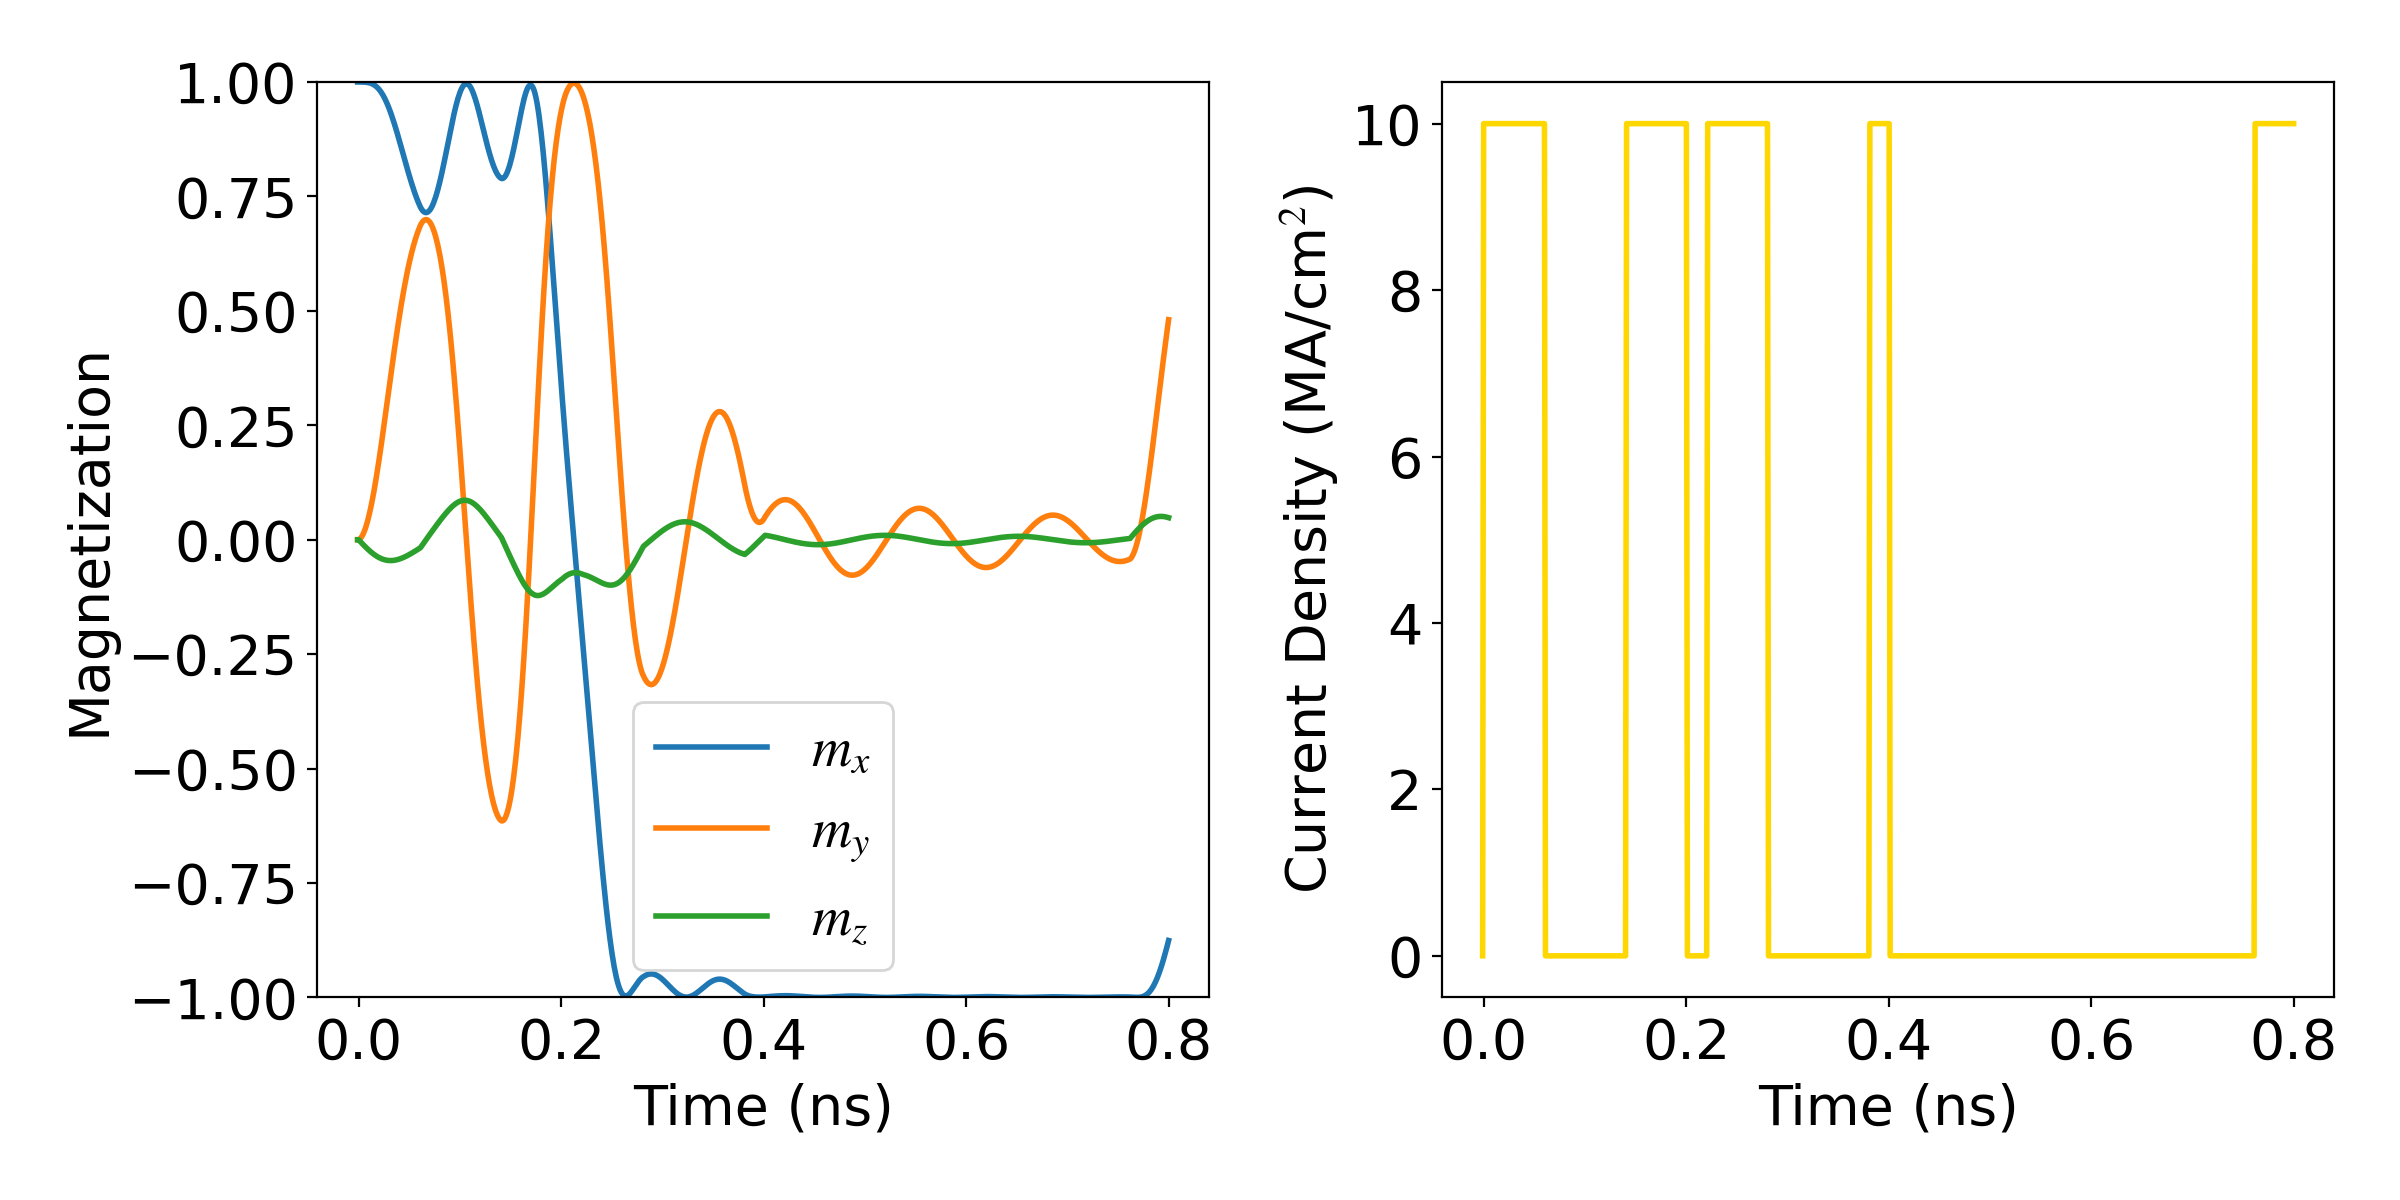 1.00
0.75
0.50
0.25
0.00
−0.25
−0.50
−0.75
−1.00
Magnetization
0.0 0.2 0.4 0.6 0.8
Time (ns)
m_x
m_y
m_z
10
8
6
4
2
0
Current Density (MA/cm²)
0.0 0.2 0.4 0.6 0.8
Time (ns)